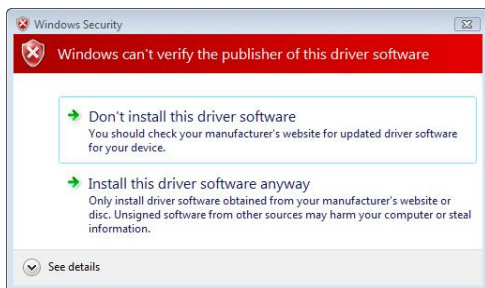 Windows Security
Windows can't verify the publisher of this driver software
Don't install this driver software
You should check your manufacturer's website for updated driver software
for your device.
Install this driver software anyway
Only install driver software obtained from your manufacturer's website or
disc. Unsigned software from other sources may harm your computer or steal
information.
See details